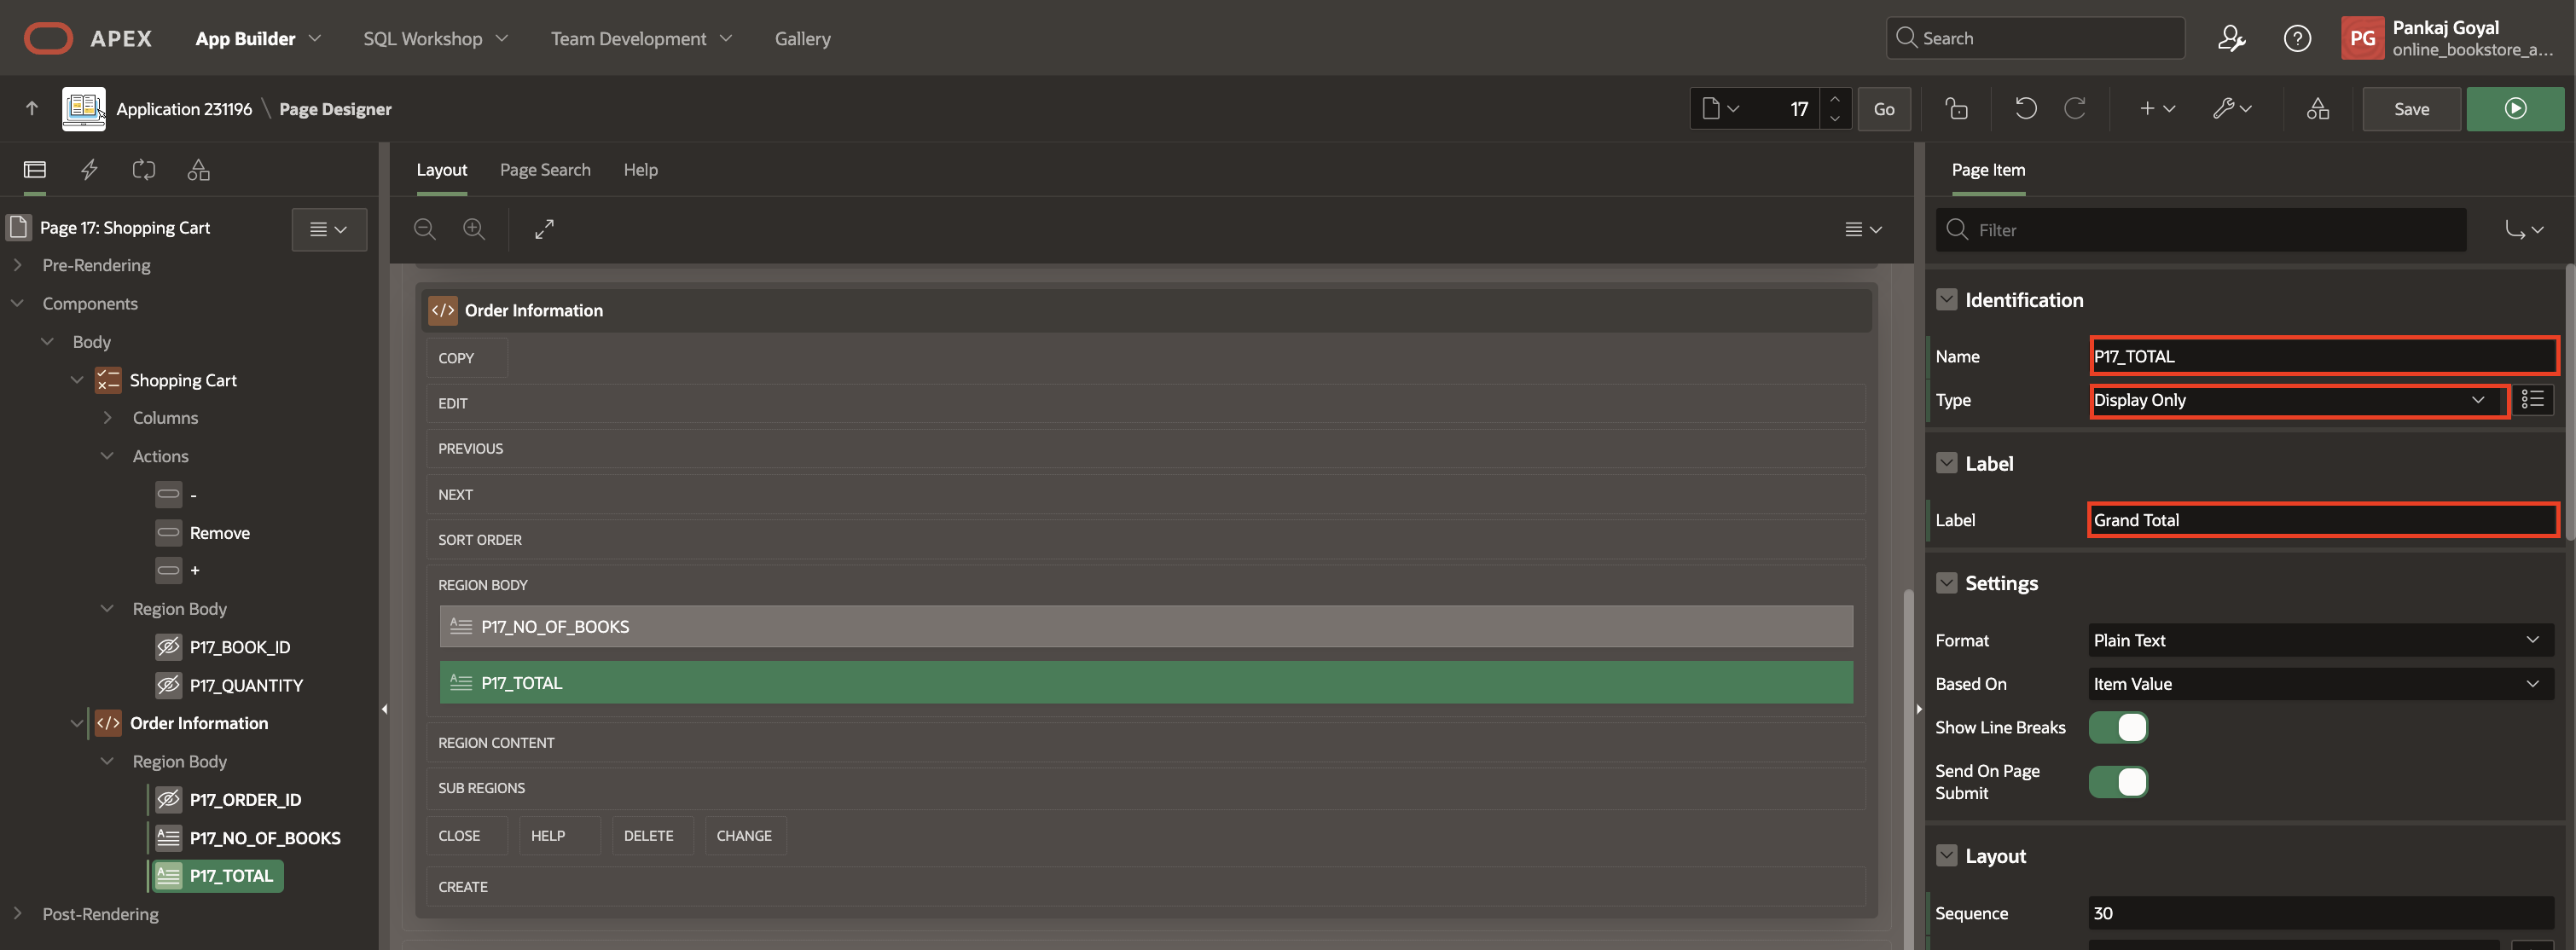 APEX App Builder SQL Workshop Team Development Gallery Search PG Pankaj Goyal
online_bookstore_a...
Application 231196 \ Page Designer 17 Go Save
Layout Page Search Help
Page Item
Page 17: Shopping Cart
Filter
Pre-Rendering
Components
Body
Shopping Cart
Columns
Actions
-
Remove
+
Region Body
P17_BOOK_ID
P17_QUANTITY
Order Information
Region Body
P17_ORDER_ID
P17_NO_OF_BOOKS
P17_TOTAL
Post-Rendering
Order Information
COPY
EDIT
PREVIOUS
NEXT
SORT ORDER
REGION BODY
P17_NO_OF_BOOKS
P17_TOTAL
REGION CONTENT
SUB REGIONS
CLOSE HELP DELETE CHANGE
CREATE
Identification
Name P17_TOTAL
Type Display Only
Label
Label Grand Total
Settings
Format Plain Text
Based On Item Value
Show Line Breaks
Send On Page
Submit
Layout
Sequence 30